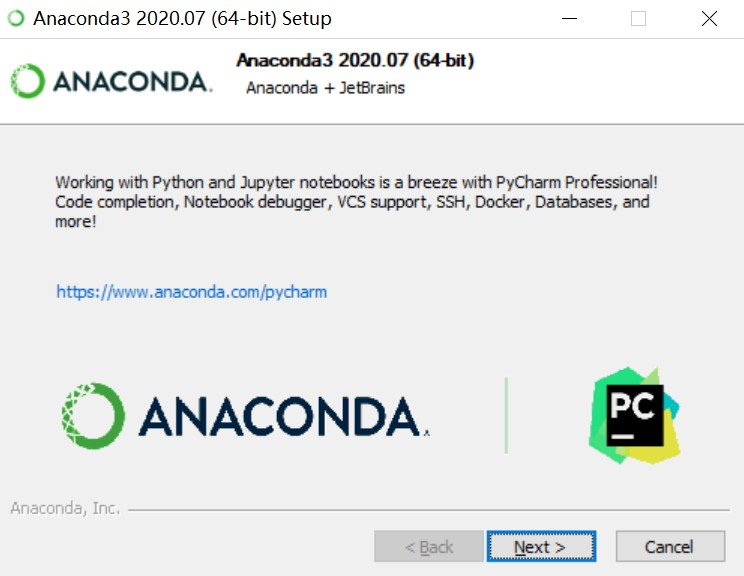 Anaconda3 2020.07 (64-bit) Setup
Anaconda3 2020.07 (64-bit)
ANACONDA.
Anaconda + JetBrains
Working with Python and Jupyter notebooks is a breeze with PyCharm Professional!
Code completion, Notebook debugger, VCS support, SSH, Docker, Databases, and
more!
https://www.anaconda.com/pycharm
ANACONDA.
PC
Anaconda, Inc.
< Back
Next >
Cancel